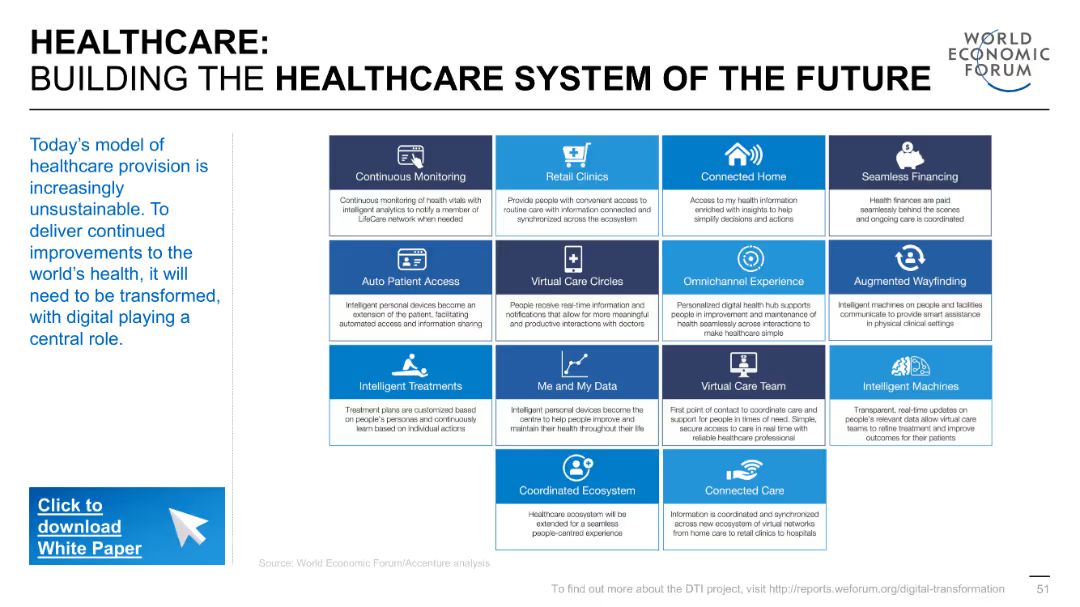 HEALTHCARE:
BUILDING THE HEALTHCARE SYSTEM OF THE FUTURE
WORLD
ECONOMIC
FORUM
Today's model of
healthcare provision is
increasingly
unsustainable. To
deliver continued
improvements to the
world's health, it will
need to be transformed,
with digital playing a
central role.
Click to
download
White Paper
Continuous Monitoring
Continuous monitoring of health vitals with
intelligent analytics to notify a member of
LifeCare network when needed
Retail Clinics
Provide people with convenient access to
routine care with information connected and
synchronized across the ecosystem
Connected Home
Access to my health information
enriched with insights to help
simplify decisions and actions
Seamless Financing
Health finances are paid
seamlessly behind the scenes
and ongoing care is coordinated
Auto Patient Access
Intelligent personal devices become an
extension of the patient, facilitating
automated access and information sharing
Virtual Care Circles
People receive real-time information and
notifications that allow for more meaningful
and productive interactions with doctors
Omnichannel Experience
Personalized digital health hub supports
people in improvement and maintenance of
health seamlessly across interactions to
make healthcare simple
Augmented Wayfinding
Intelligent machines on people and facilities
communicate to provide smart assistance
in physical clinical settings
Intelligent Treatments
Treatment plans are customized based
on people's personas and continuously
learn based on individual actions
Me and My Data
Intelligent personal devices become the
centre to help people improve and
maintain their health throughout their life
Virtual Care Team
First point of contact to coordinate care and
support for people in times of need. Simple,
secure access to care in real time with
reliable healthcare professional
Intelligent Machines
Transparent, real-time updates on
people's relevant data allow virtual care
teams to refine treatment and improve
outcomes for their patients
Coordinated Ecosystem
Healthcare ecosystem will be
extended for a seamless
people-centred experience
Connected Care
Information is coordinated and synchronized
across new ecosystem of virtual networks
from home care to retail clinics to hospitals
Source: World Economic Forum/Accenture analysis
To find out more about the DTI project, visit http://reports.weforum.org/digital-transformation
51